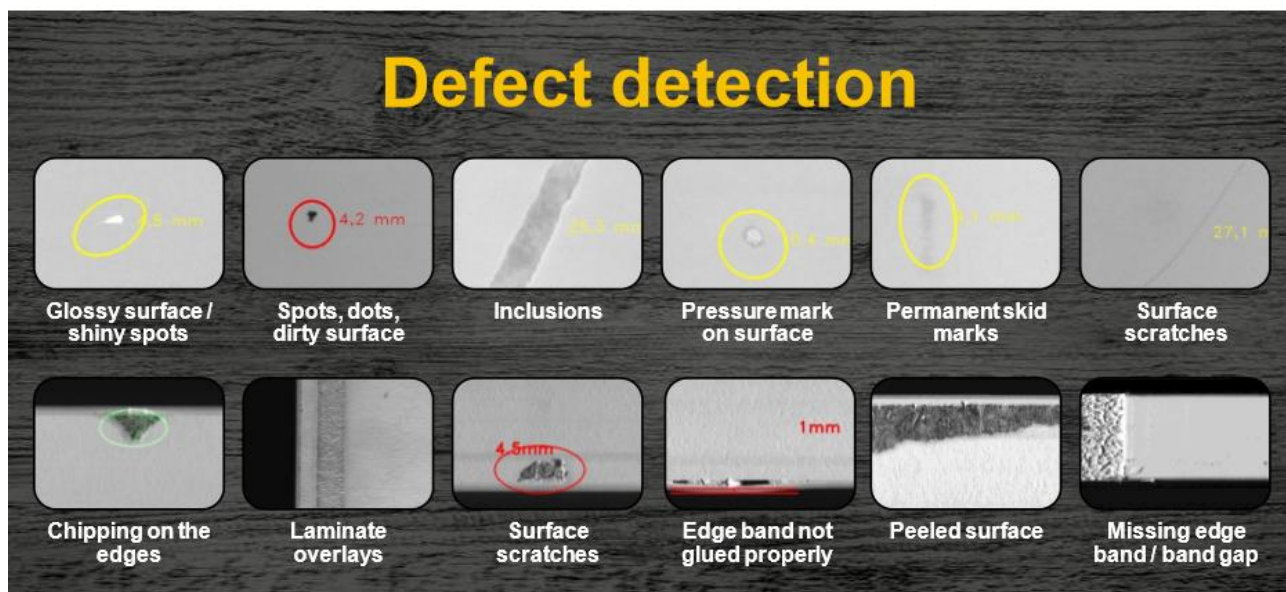 Defect detection
4,2 mm
27,1
Glossy surface /
shiny spots
Spots, dots,
dirty surface
Inclusions
Pressure mark
on surface
Permanent skid
marks
Surface
scratches
4.5mm
1mm
Chipping on the
edges
Laminate
overlays
Surface
scratches
Edge band not
glued properly
Peeled surface
Missing edge
band / band gap